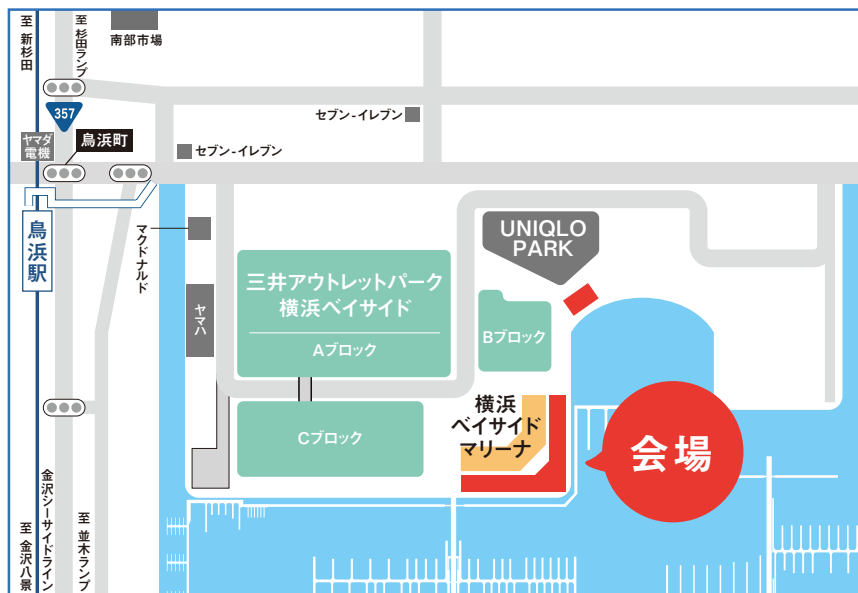 至 新杉田
至 杉田ランプ
南部市場
357
セブン-イレブン
ヤマダ
電機
鳥浜町
セブン-イレブン
鳥浜駅
マクドナルド
UNIQLO
PARK
三井アウトレットパーク
横浜ベイサイド
Aブロック
ヤマハ
Bブロック
Cブロック
横浜
ベイサイド
マリーナ
会場
金沢シーサイドライン
至 金沢八景
至 並木ランプ